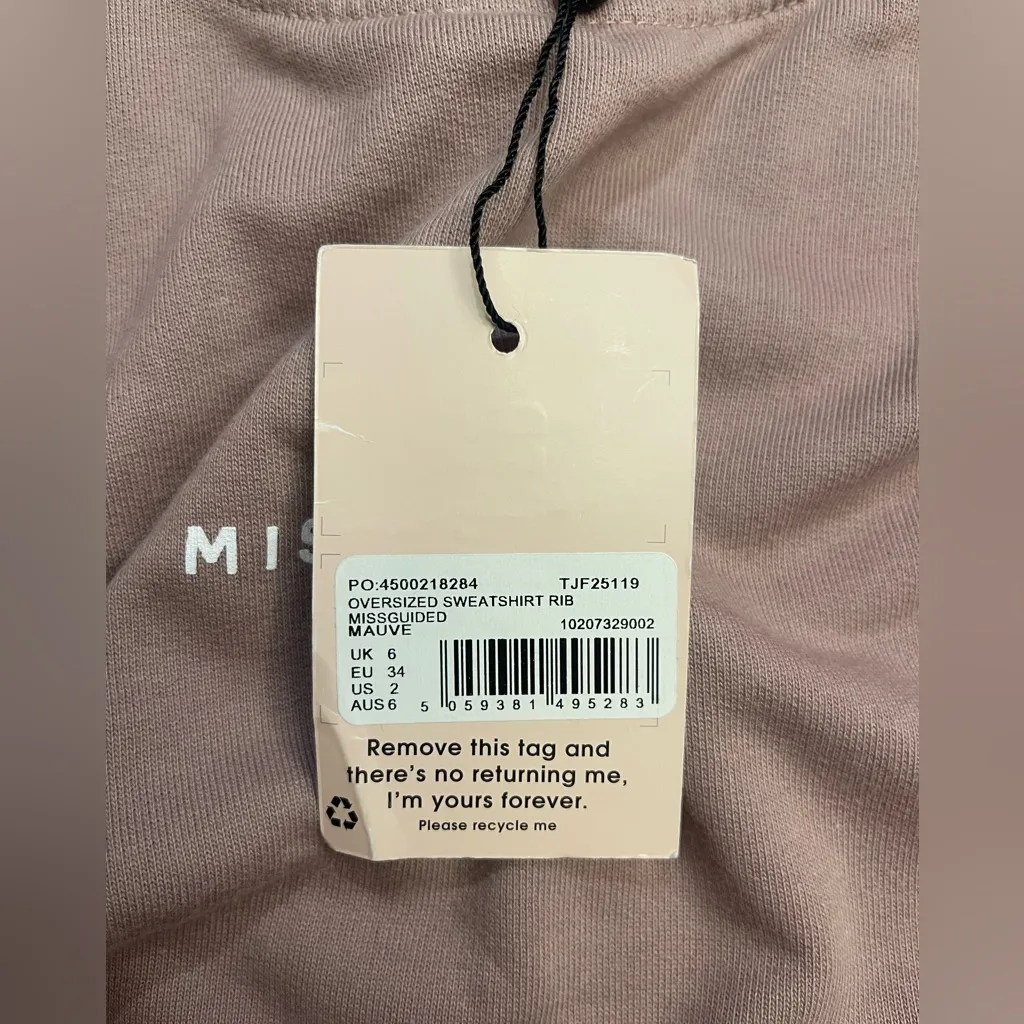 MIS
PO:4500218284 TJF25119
OVERSIZED SWEATSHIRT RIB
MISSGUIDED
MAUVE 10207329002
UK 6
EU 34
US 2
AUS 6
5 059381 495283
Remove this tag and
there's no returning me,
I'm yours forever.
Please recycle me